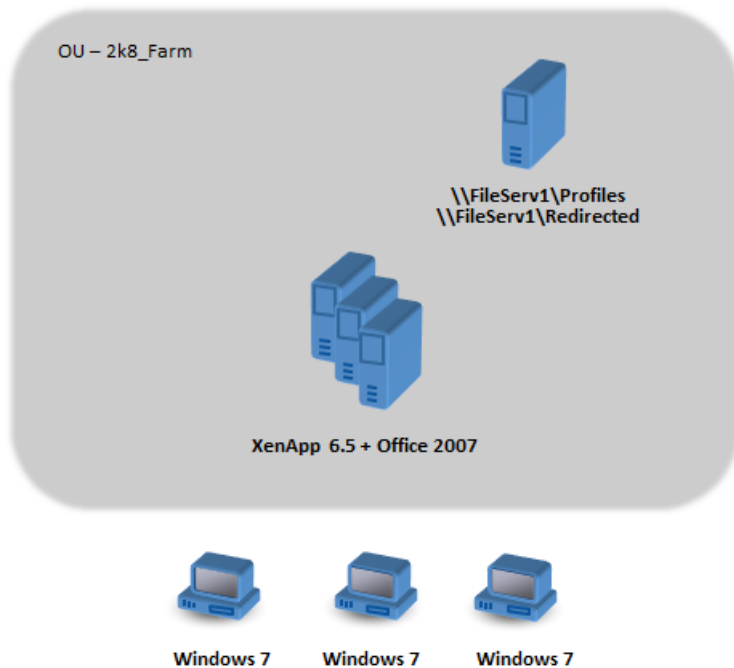 OU – 2k8_Farm
\\FileServ1\Profiles
\\FileServ1\Redirected
XenApp 6.5 + Office 2007
Windows 7 Windows 7 Windows 7